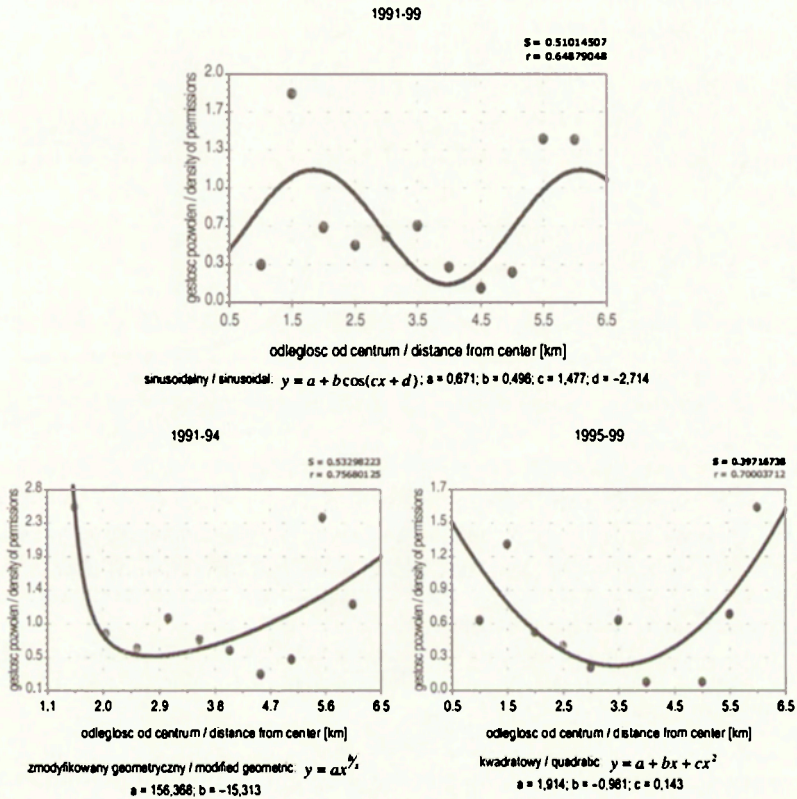 1991-99
S = 0.51014507
r = 0.64879048
gestosc pozwolen / density of permissions
2.0
1.7
1.3
1.0
0.7
0.3
0.0
0.5 1.5 2.5 3.5 4.5 5.5 6.5
odleglosc od centrum / distance from center [km]
sinusoidalny / sinusoidal: y = a + b cos(cx + d); a = 0,671; b = 0,496; c = 1,477; d = −2,714
1991-94
S = 0.53298223
r = 0.75680125
gestosc pozwolen / density of permissions
2.8
2.3
1.9
1.4
1.0
0.5
0.1
1.1 2.0 2.9 3.8 4.7 5.6 6.5
odleglosc od centrum / distance from center [km]
zmodyfikowany geometryczny / modified geometric: y = ax^b/x
a = 156,368; b = −15,313
1995-99
S = 0.39716738
r = 0.70003712
gestosc pozwolen / density of permissions
1.7
1.5
1.2
0.9
0.6
0.3
0.0
0.5 1.5 2.5 3.5 4.5 5.5 6.5
odleglosc od centrum / distance from center [km]
kwadratowy / quadratic y = a + bx + cx²
a = 1,914; b = −0,981; c = 0,143